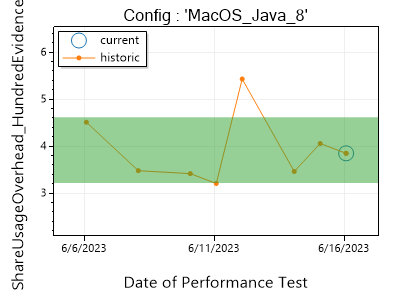 Config : 'MacOS_Java_8'
current
historic
ShareUsageOverhead_HundredEvidence
6
5
4
3
6/6/2023
6/11/2023
6/16/2023
Date of Performance Test